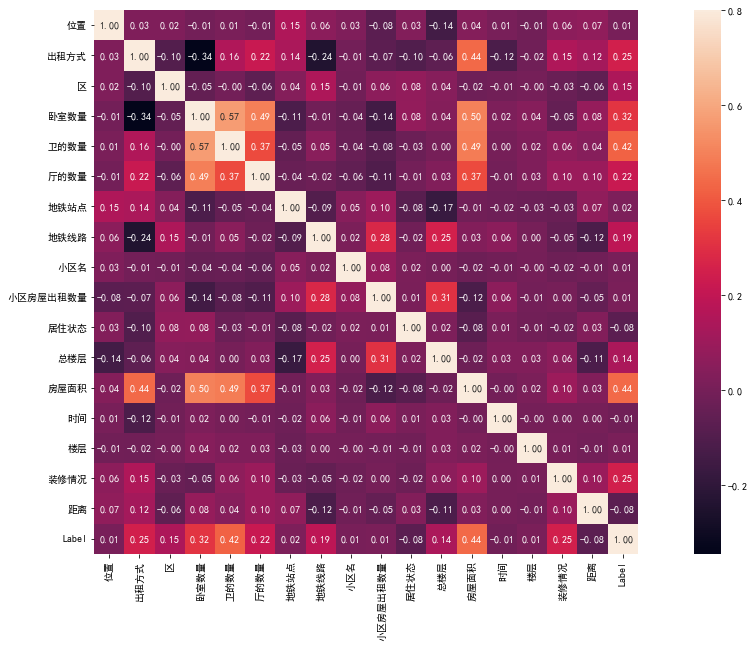 位置 1.00 0.03 0.02 -0.01 0.01 -0.01 0.15 0.06 0.03 -0.08 0.03 -0.14 0.04 0.01 -0.01 0.06 0.07 0.01
出租方式 0.03 1.00 -0.10 -0.34 0.16 0.22 0.14 -0.24 -0.01 -0.07 -0.10 -0.06 0.44 -0.12 -0.02 0.15 0.12 0.25
区 0.02 -0.10 1.00 -0.05 -0.00 -0.06 0.04 0.15 -0.01 0.06 0.08 0.04 -0.02 -0.01 -0.00 -0.03 -0.06 0.15
卧室数量 -0.01 -0.34 -0.05 1.00 0.57 0.49 -0.11 -0.01 -0.04 -0.14 0.08 0.04 0.50 0.02 0.04 -0.05 0.08 0.32
卫的数量 0.01 0.16 -0.00 0.57 1.00 0.37 -0.05 0.05 -0.04 -0.08 -0.03 0.00 0.49 0.00 0.02 0.06 0.04 0.42
厅的数量 -0.01 0.22 -0.06 0.49 0.37 1.00 -0.04 -0.02 -0.06 -0.11 -0.01 0.03 0.37 -0.01 0.03 0.10 0.10 0.22
地铁站点 0.15 0.14 0.04 -0.11 -0.05 -0.04 1.00 -0.09 0.05 0.10 -0.08 -0.17 -0.01 -0.02 -0.03 -0.03 0.07 0.02
地铁线路 0.06 -0.24 0.15 -0.01 0.05 -0.02 -0.09 1.00 0.02 0.28 -0.02 0.25 0.03 0.06 0.00 -0.05 -0.12 0.19
小区名 0.03 -0.01 -0.01 -0.04 -0.04 -0.06 0.05 0.02 1.00 0.08 0.02 0.00 -0.02 -0.01 0.00 -0.02 -0.01 0.01
小区房屋出租数量 -0.08 -0.07 0.06 -0.14 -0.08 -0.11 0.10 0.28 0.08 1.00 0.01 0.31 -0.12 0.06 -0.01 0.00 -0.05 0.01
居住状态 0.03 -0.10 0.08 0.08 -0.03 -0.01 -0.08 -0.02 0.02 0.01 1.00 0.02 -0.08 0.01 -0.01 -0.02 0.03 -0.08
总楼层 -0.14 -0.06 0.04 0.04 0.00 0.03 -0.17 0.25 0.00 0.31 0.02 1.00 -0.02 0.03 0.03 0.06 -0.11 0.14
房屋面积 0.04 0.44 -0.02 0.50 0.49 0.37 -0.01 0.03 -0.02 -0.12 -0.08 -0.02 1.00 -0.00 0.02 0.10 0.03 0.44
时间 0.01 -0.12 -0.01 0.02 0.00 -0.01 -0.02 0.06 -0.01 0.06 0.01 0.03 -0.00 1.00 -0.00 0.00 -0.00 -0.01
楼层 -0.01 -0.02 -0.00 0.04 0.02 0.03 -0.03 0.00 0.00 -0.01 -0.01 0.03 0.02 -0.00 1.00 0.01 -0.01 0.01
装修情况 0.06 0.15 -0.03 -0.05 0.06 0.10 -0.03 -0.05 -0.02 0.00 -0.02 0.06 0.10 0.00 0.01 1.00 0.10 0.25
距离 0.07 0.12 -0.06 0.08 0.04 0.10 0.07 -0.12 -0.01 -0.05 0.03 -0.11 0.03 -0.00 -0.01 0.10 1.00 -0.08
Label 0.01 0.25 0.15 0.32 0.42 0.22 0.02 0.19 0.01 0.01 -0.08 0.14 0.44 -0.01 0.01 0.25 -0.08 1.00
位置 出租方式 区 卧室数量 卫的数量 厅的数量 地铁站点 地铁线路 小区名 小区房屋出租数量 居住状态 总楼层 房屋面积 时间 楼层 装修情况 距离 Label
0.8
0.6
0.4
0.2
0.0
-0.2